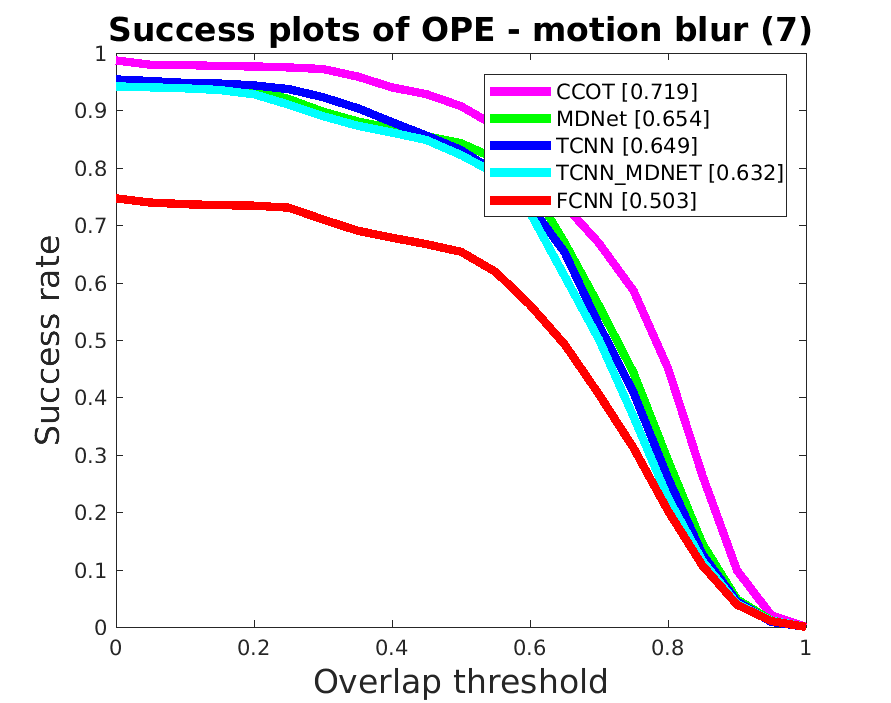 Success plots of OPE - motion blur (7)
1
0.9
0.8
0.7
0.6
0.5
0.4
0.3
0.2
0.1
0
Success rate
CCOT [0.719]
MDNet [0.654]
TCNN [0.649]
TCNN_MDNET [0.632]
FCNN [0.503]
0 0.2 0.4 0.6 0.8 1
Overlap threshold